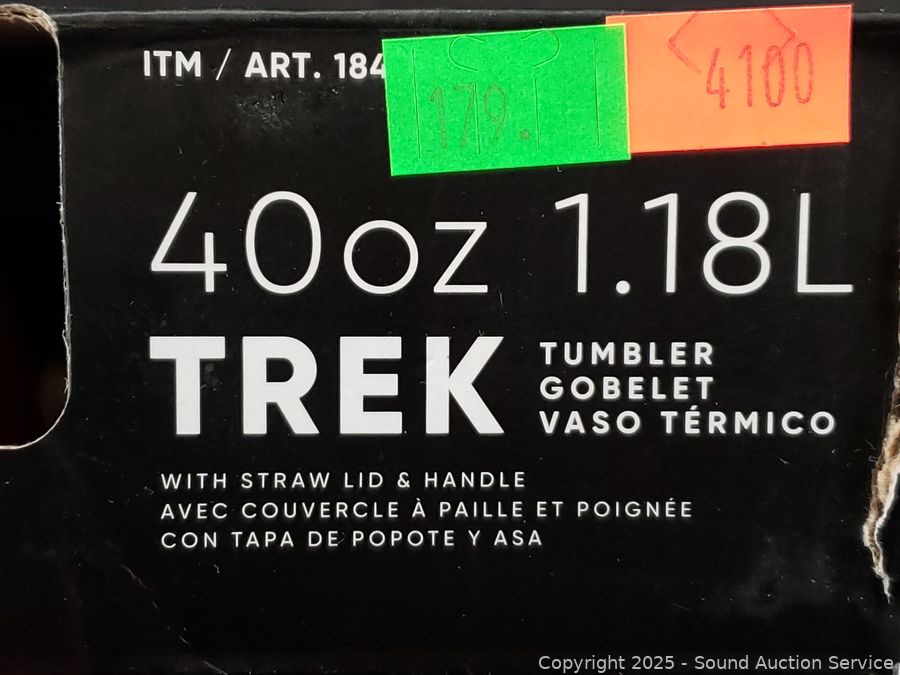 ITM / ART. 184
179.
4100
40oz 1.18L
TREK
TUMBLER
GOBELET
VASO TÉRMICO
WITH STRAW LID & HANDLE
AVEC COUVERCLE À PAILLE ET POIGNÉE
CON TAPA DE POPOTE Y ASA
Copyright 2025 - Sound Auction Service